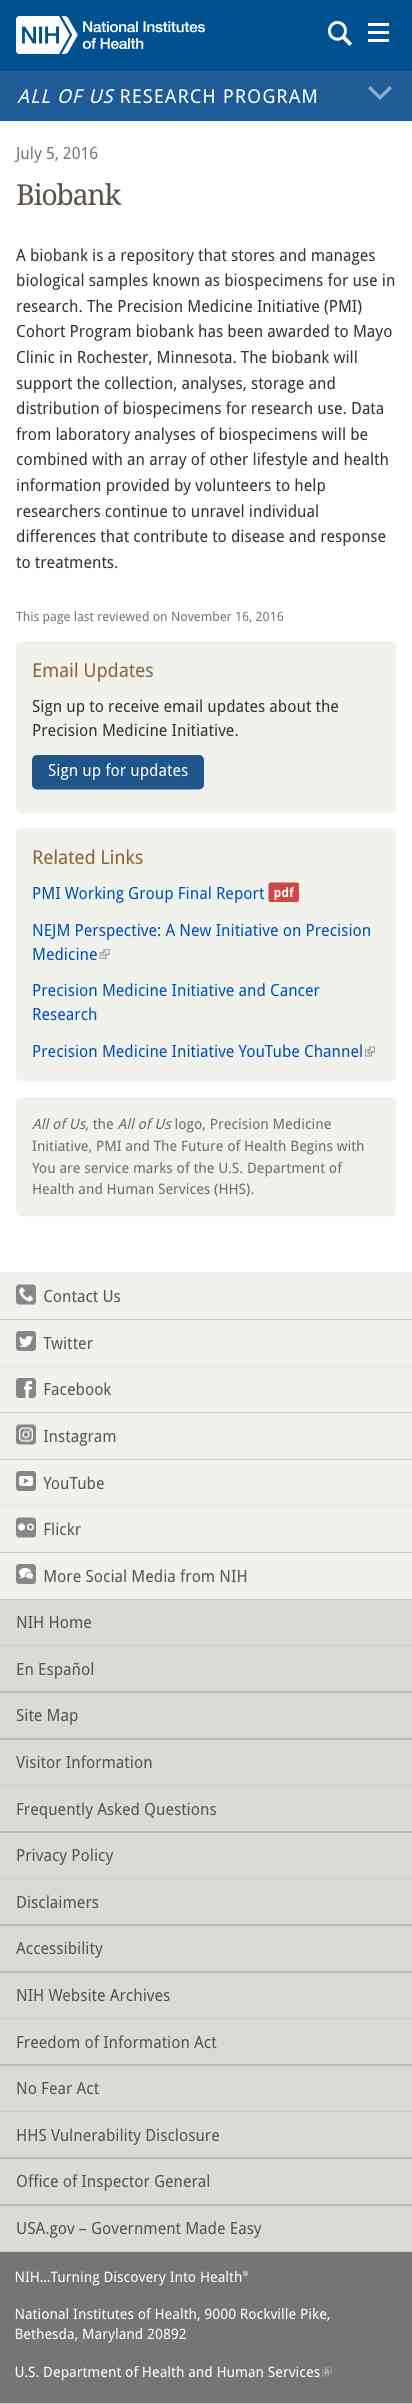 NIH National Institutes
of Health
ALL OF US RESEARCH PROGRAM
July 5, 2016
Biobank
A biobank is a repository that stores and manages
biological samples known as biospecimens for use in
research. The Precision Medicine Initiative (PMI)
Cohort Program biobank has been awarded to Mayo
Clinic in Rochester, Minnesota. The biobank will
support the collection, analyses, storage and
distribution of biospecimens for research use. Data
from laboratory analyses of biospecimens will be
combined with an array of other lifestyle and health
information provided by volunteers to help
researchers continue to unravel individual
differences that contribute to disease and response
to treatments.
This page last reviewed on November 16, 2016
Email Updates
Sign up to receive email updates about the
Precision Medicine Initiative.
Sign up for updates
Related Links
PMI Working Group Final Report pdf
NEJM Perspective: A New Initiative on Precision
Medicine
Precision Medicine Initiative and Cancer
Research
Precision Medicine Initiative YouTube Channel
All of Us, the All of Us logo, Precision Medicine
Initiative, PMI and The Future of Health Begins with
You are service marks of the U.S. Department of
Health and Human Services (HHS).
Contact Us
Twitter
Facebook
Instagram
YouTube
Flickr
More Social Media from NIH
NIH Home
En Español
Site Map
Visitor Information
Frequently Asked Questions
Privacy Policy
Disclaimers
Accessibility
NIH Website Archives
Freedom of Information Act
No Fear Act
HHS Vulnerability Disclosure
Office of Inspector General
USA.gov – Government Made Easy
NIH…Turning Discovery Into Health®
National Institutes of Health, 9000 Rockville Pike,
Bethesda, Maryland 20892
U.S. Department of Health and Human Services